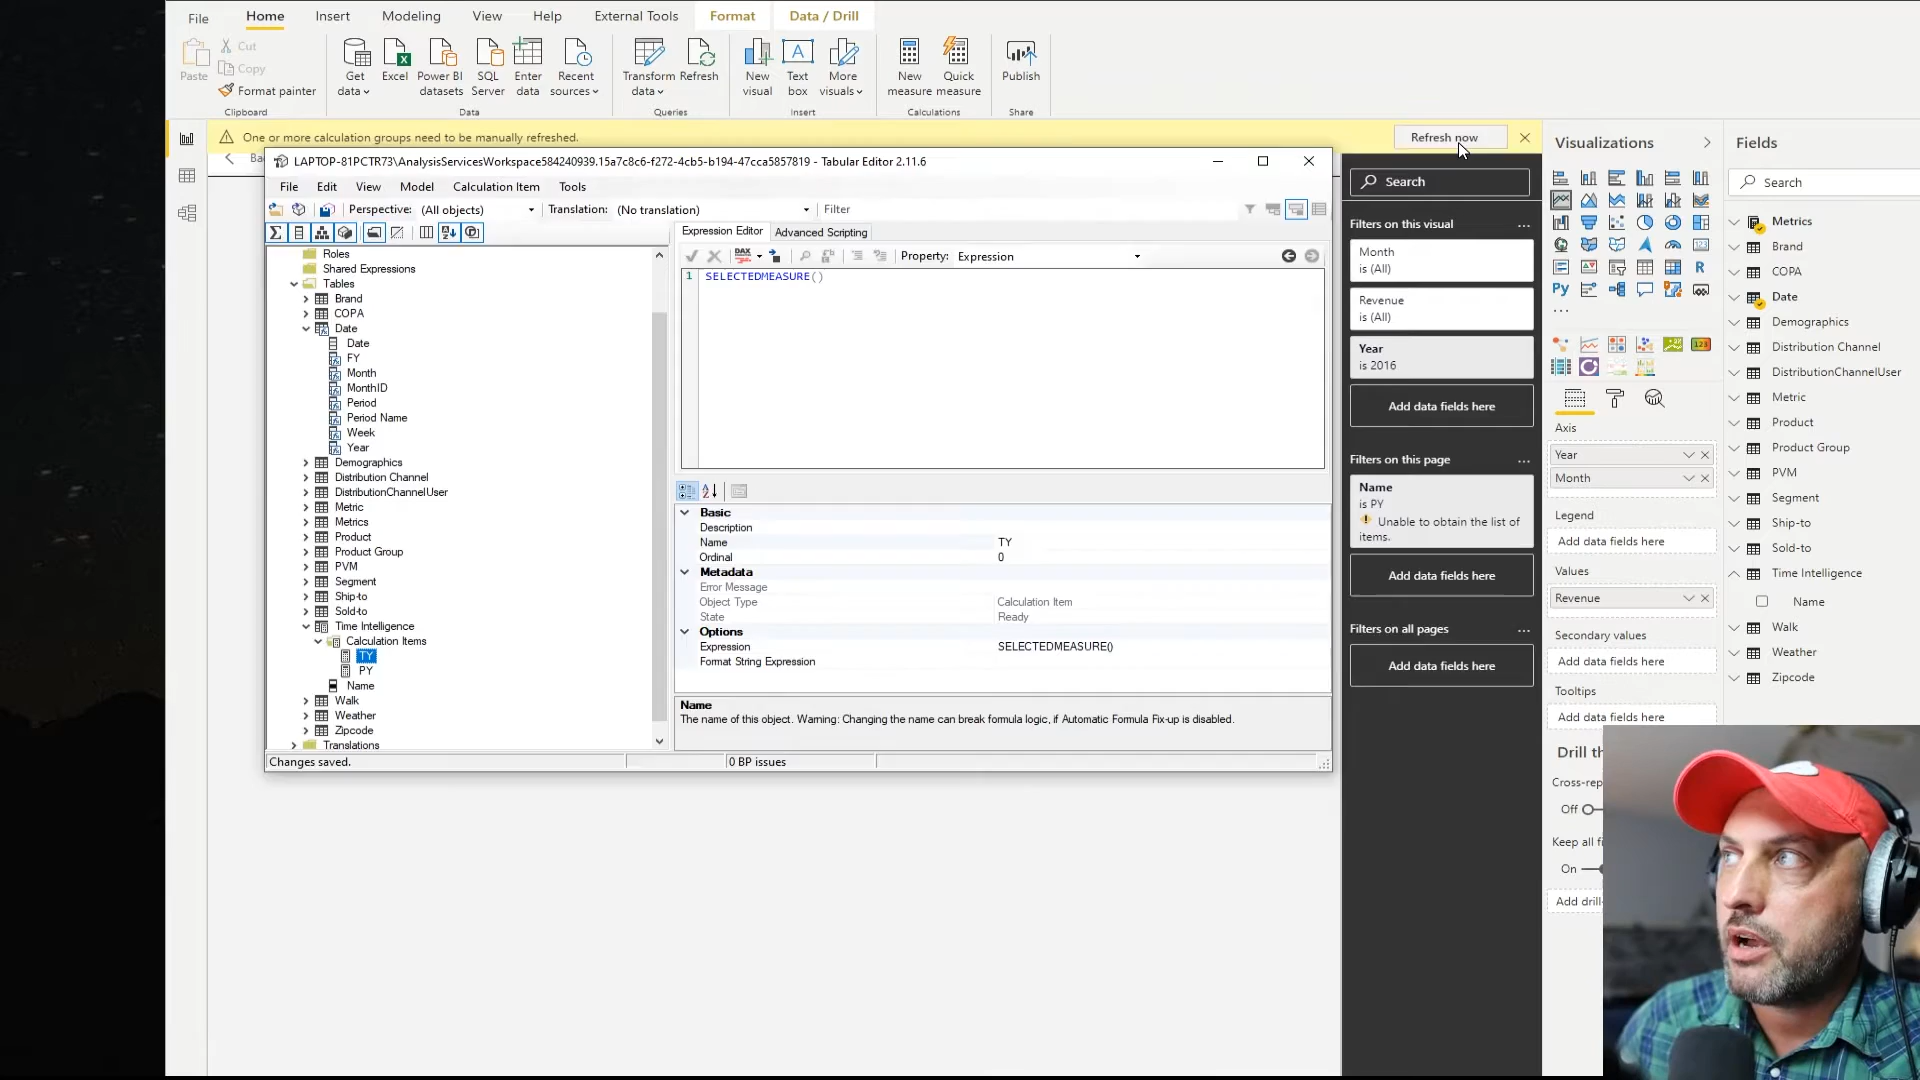 File Home Insert Modeling View Help External Tools Format Data / Drill
Paste
Cut
Copy
Format painter
Clipboard
Get data
Excel
Power BI datasets
SQL Server
Enter data
Recent sources
Data
Transform data
Refresh
Queries
New visual
Text box
More visuals
Insert
New measure
Quick measure
Calculations
Publish
Share
One or more calculation groups need to be manually refreshed.
Refresh now
LAPTOP-81PCTR73\AnalysisServicesWorkspace584240939.15a7c8c6-f272-4cb5-b194-47cca5857819 - Tabular Editor 2.11.6
File Edit View Model Calculation Item Tools
Perspective: (All objects) Translation: (No translation) Filter
Roles
Shared Expressions
Tables
Brand
COPA
Date
Date
FY
Month
MonthID
Period
Period Name
Week
Year
Demographics
Distribution Channel
DistributionChannelUser
Metric
Metrics
Product
Product Group
PVM
Segment
Ship-to
Sold-to
Time Intelligence
Calculation Items
TY
PY
Name
Walk
Weather
Zipcode
Translations
Changes saved.
0 BP issues
Expression Editor Advanced Scripting
DAX
Property: Expression
1 SELECTEDMEASURE()
Basic
Description
Name TY
Ordinal 0
Metadata
Error Message
Object Type Calculation Item
State Ready
Options
Expression SELECTEDMEASURE()
Format String Expression
Name
The name of this object. Warning: Changing the name can break formula logic, if Automatic Formula Fix-up is disabled.
Search
Filters on this visual ...
Month
is (All)
Revenue
is (All)
Year
is 2016
Add data fields here
Filters on this page ...
Name
is PY
Unable to obtain the list of
items.
Add data fields here
Filters on all pages ...
Add data fields here
Visualizations
R
Py
123
...
Axis
Year
Month
Legend
Add data fields here
Values
Revenue
Secondary values
Add data fields here
Tooltips
Add data fields here
Drill th
Cross-rep
Off
Keep all fi
On
Add drill-
Fields
Search
Metrics
Brand
COPA
Date
Demographics
Distribution Channel
DistributionChannelUser
Metric
Product
Product Group
PVM
Segment
Ship-to
Sold-to
Time Intelligence
Name
Walk
Weather
Zipcode